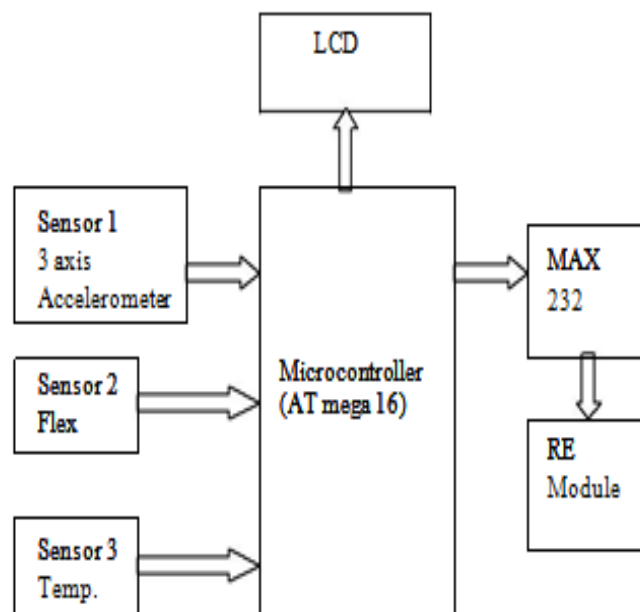 LCD
Sensor 1
3 axis
Accelerometer
Sensor 2
Flex
Sensor 3
Temp.
Microcontroller
(AT mega 16)
MAX
232
RE
Module